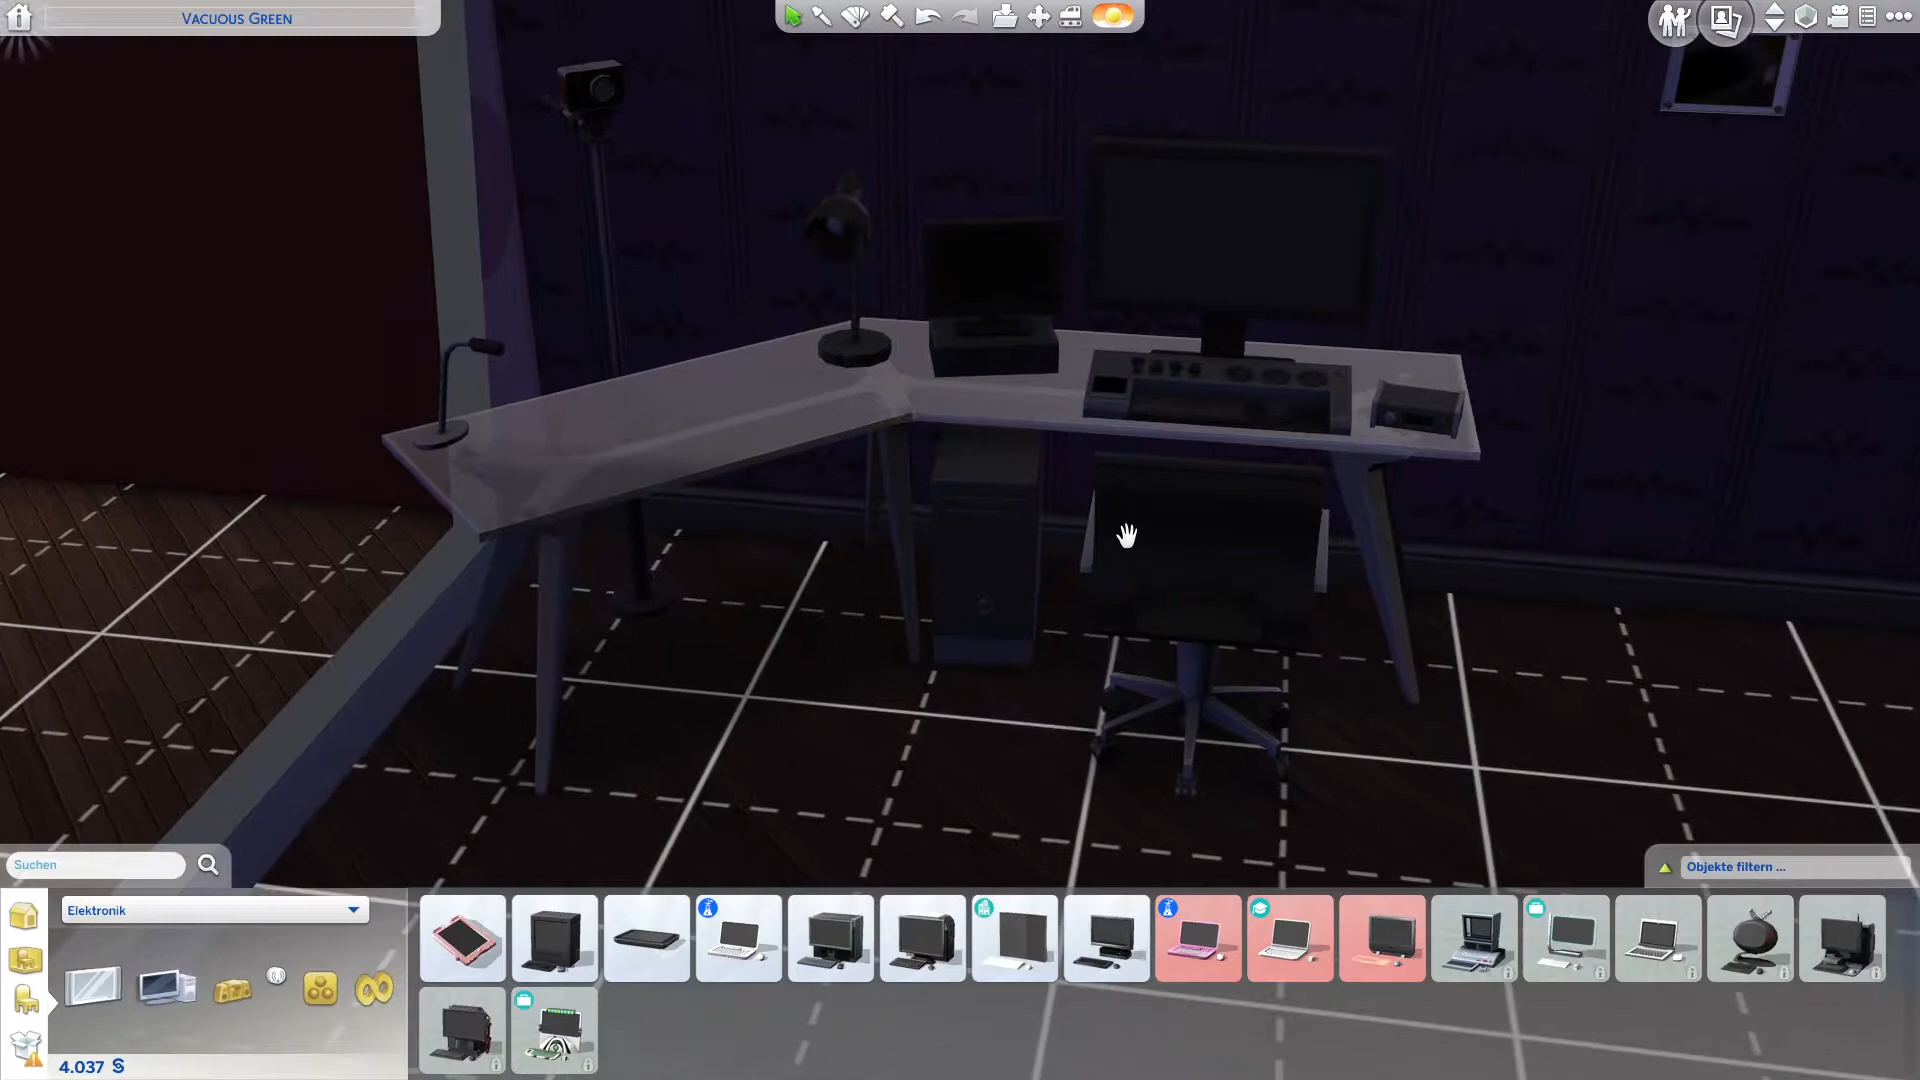 Vacuous Green
Suchen
Objekte filtern ...
Elektronik
4.037 S